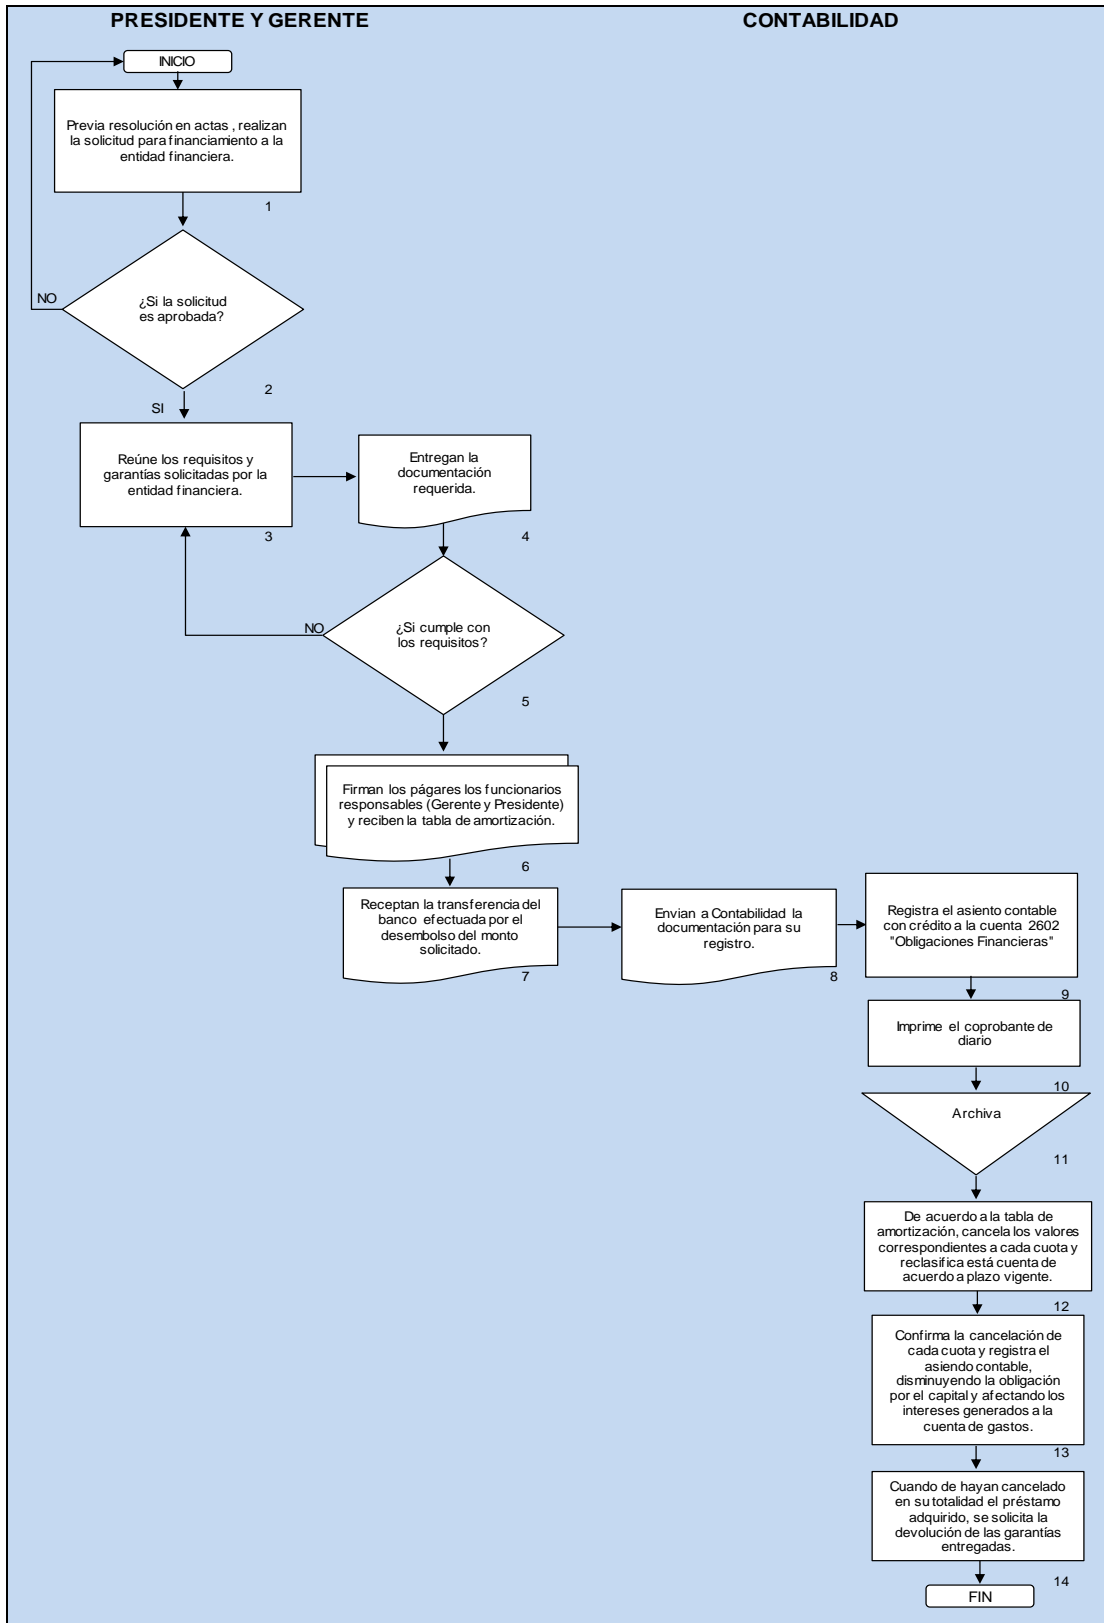 PRESIDENTE Y GERENTE
CONTABILIDAD
INICIO
Previa resolución en actas , realizan
la solicitud para financiamiento a la
entidad financiera.
1
¿Si la solicitud
es aprobada?
NO
2
SI
Reúne los requisitos y
garantías solicitadas por la
entidad financiera.
3
Entregan la
documentación
requerida.
4
¿Si cumple con
los requisitos?
NO
5
Firman los págares los funcionarios
responsables (Gerente y Presidente)
y reciben la tabla de amortización.
6
Receptan la transferencia del
banco efectuada por el
desembolso del monto
solicitado.
7
Envian a Contabilidad la
documentación para su
registro.
8
Registra el asiento contable
con crédito a la cuenta 2602
"Obligaciones Financieras"
9
Imprime el coprobante de
diario
10
Archiva
11
De acuerdo a la tabla de
amortización, cancela los valores
correspondientes a cada cuota y
reclasifica está cuenta de
acuerdo a plazo vigente.
12
Confirma la cancelación de
cada cuota y registra el
asiendo contable,
disminuyendo la obligación
por el capital y afectando los
intereses generados a la
cuenta de gastos.
13
Cuando de hayan cancelado
en su totalidad el préstamo
adquirido, se solicita la
devolución de las garantías
entregadas.
14
FIN